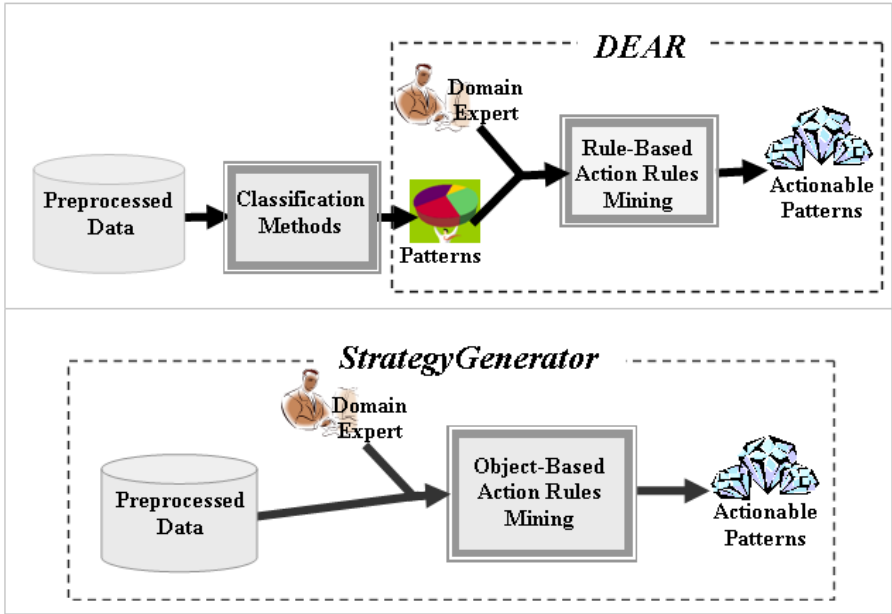 DEAR
Domain
Expert
Preprocessed
Data
Classification
Methods
Patterns
Rule-Based
Action Rules
Mining
Actionable
Patterns
StrategyGenerator
Domain
Expert
Preprocessed
Data
Object-Based
Action Rules
Mining
Actionable
Patterns